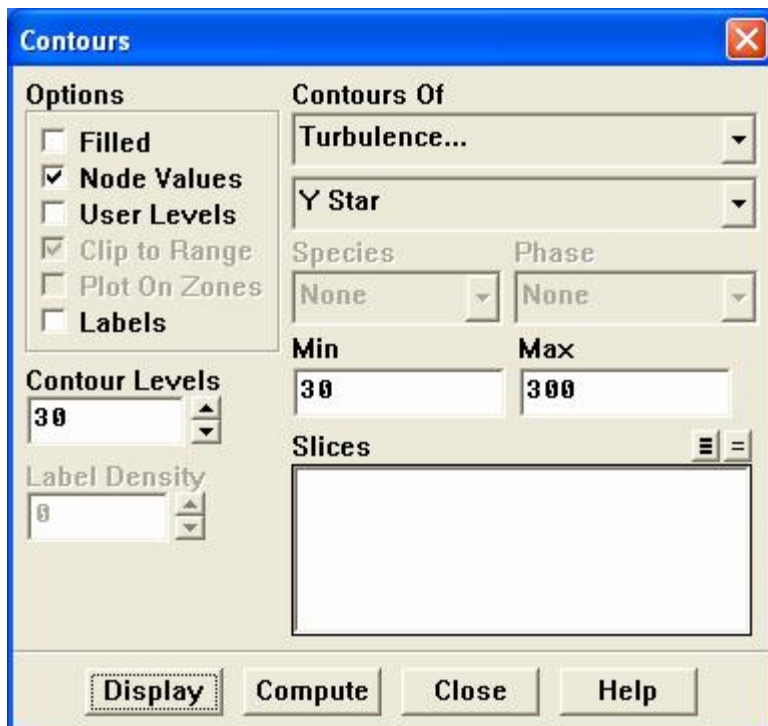 Contours
Options
Filled
Node Values
User Levels
Clip to Range
Plot On Zones
Labels
Contour Levels
30
Label Density
0
Contours Of
Turbulence...
Y Star
Species Phase
None None
Min Max
30 300
Slices
Display Compute Close Help